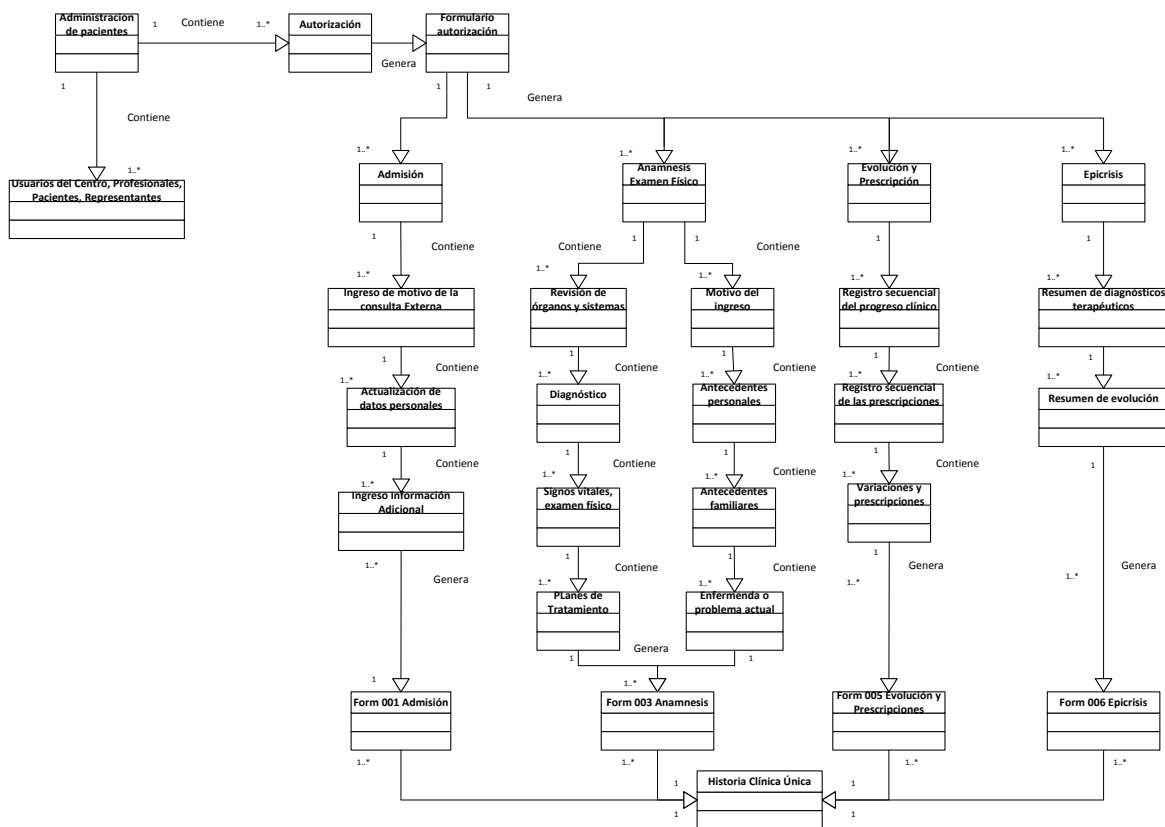 Administracion
de pacientes
1
Contiene
1..*
Autorización
Genera
Formulario
autorización
1
1
1
Contiene
Genera
1..*
Usuarios del Centro, Profesionales,
Pacientes, Representantes
1..*
Admisión
1..*
Anamnesis
Examen Físico
1..*
Evolución y
Prescripción
1..*
Epicrisis
1
Contiene
1
Contiene
1
Contiene
1
Contiene
1
1..*
Ingreso de motivo de la
consulta Externa
1..*
Revisión de
órganos y sistemas
1..*
Motivo del
ingreso
1..*
Registro secuencial
del progreso clínico
1..*
Resumen de diagnósticos
terapéuticos
1
Contiene
1
Contiene
1
Contiene
1
Contiene
1
1..*
Actualización de
datos personales
1..*
Diagnóstico
1..*
Antecedentes
personales
1..*
Registro secuencial
de las prescripciones
1..*
Resumen de evolución
1
Contiene
1
Contiene
1
Contiene
1
Contiene
1
1..*
Ingreso Información
Adicional
1..*
Signos vitales,
examen físico
1..*
Antecedentes
familiares
1..*
Variaciones y
prescripciones
1..*
Genera
1
Contiene
1
Contiene
1
Genera
1..*
Genera
1..*
PLanes de
Tratamiento
1..*
Enfermenda o
problema actual
1..*
1
Genera
1
1
Form 001 Admisión
1..*
Form 003 Anamnesis
1..*
Form 005 Evolución y
Prescripciones
1..*
Form 006 Epicrisis
1..*
1..*
1..*
1..*
1
Historia Clínica Única
1
1
1